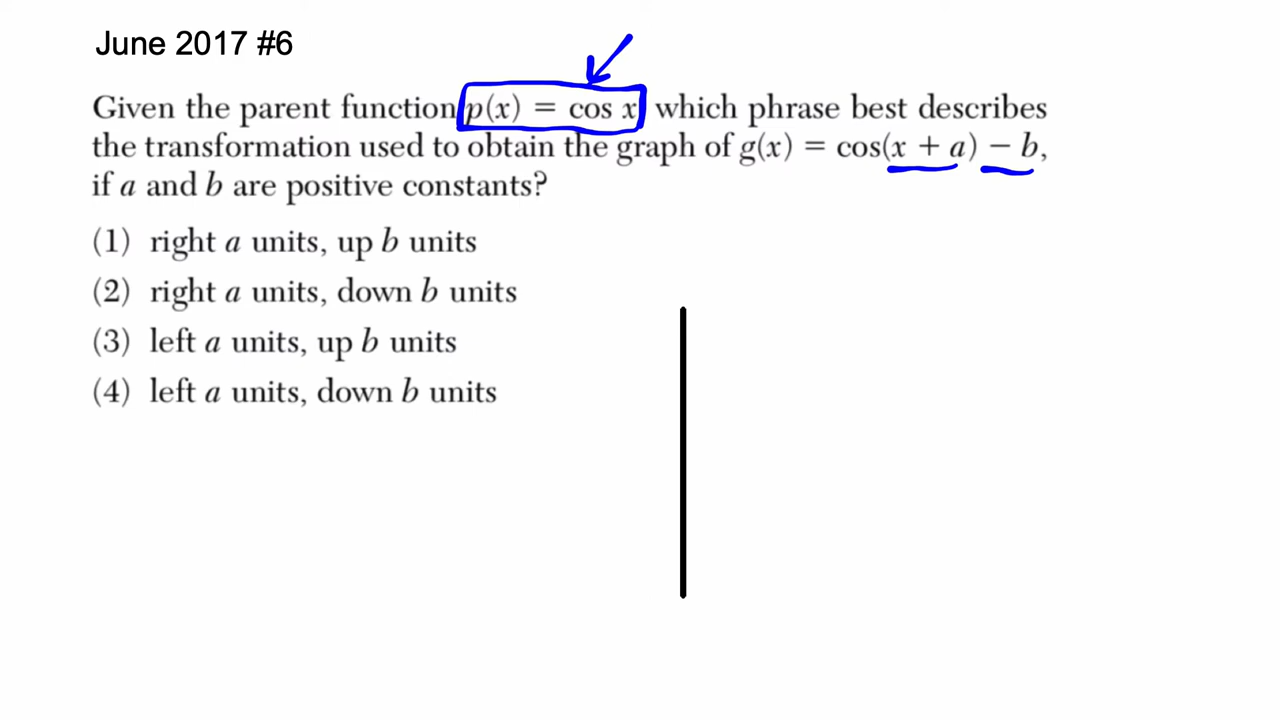 June 2017 #6
Given the parent function p(x) = cos x, which phrase best describes
the transformation used to obtain the graph of g(x) = cos(x + a) − b,
if a and b are positive constants?
(1) right a units, up b units
(2) right a units, down b units
(3) left a units, up b units
(4) left a units, down b units